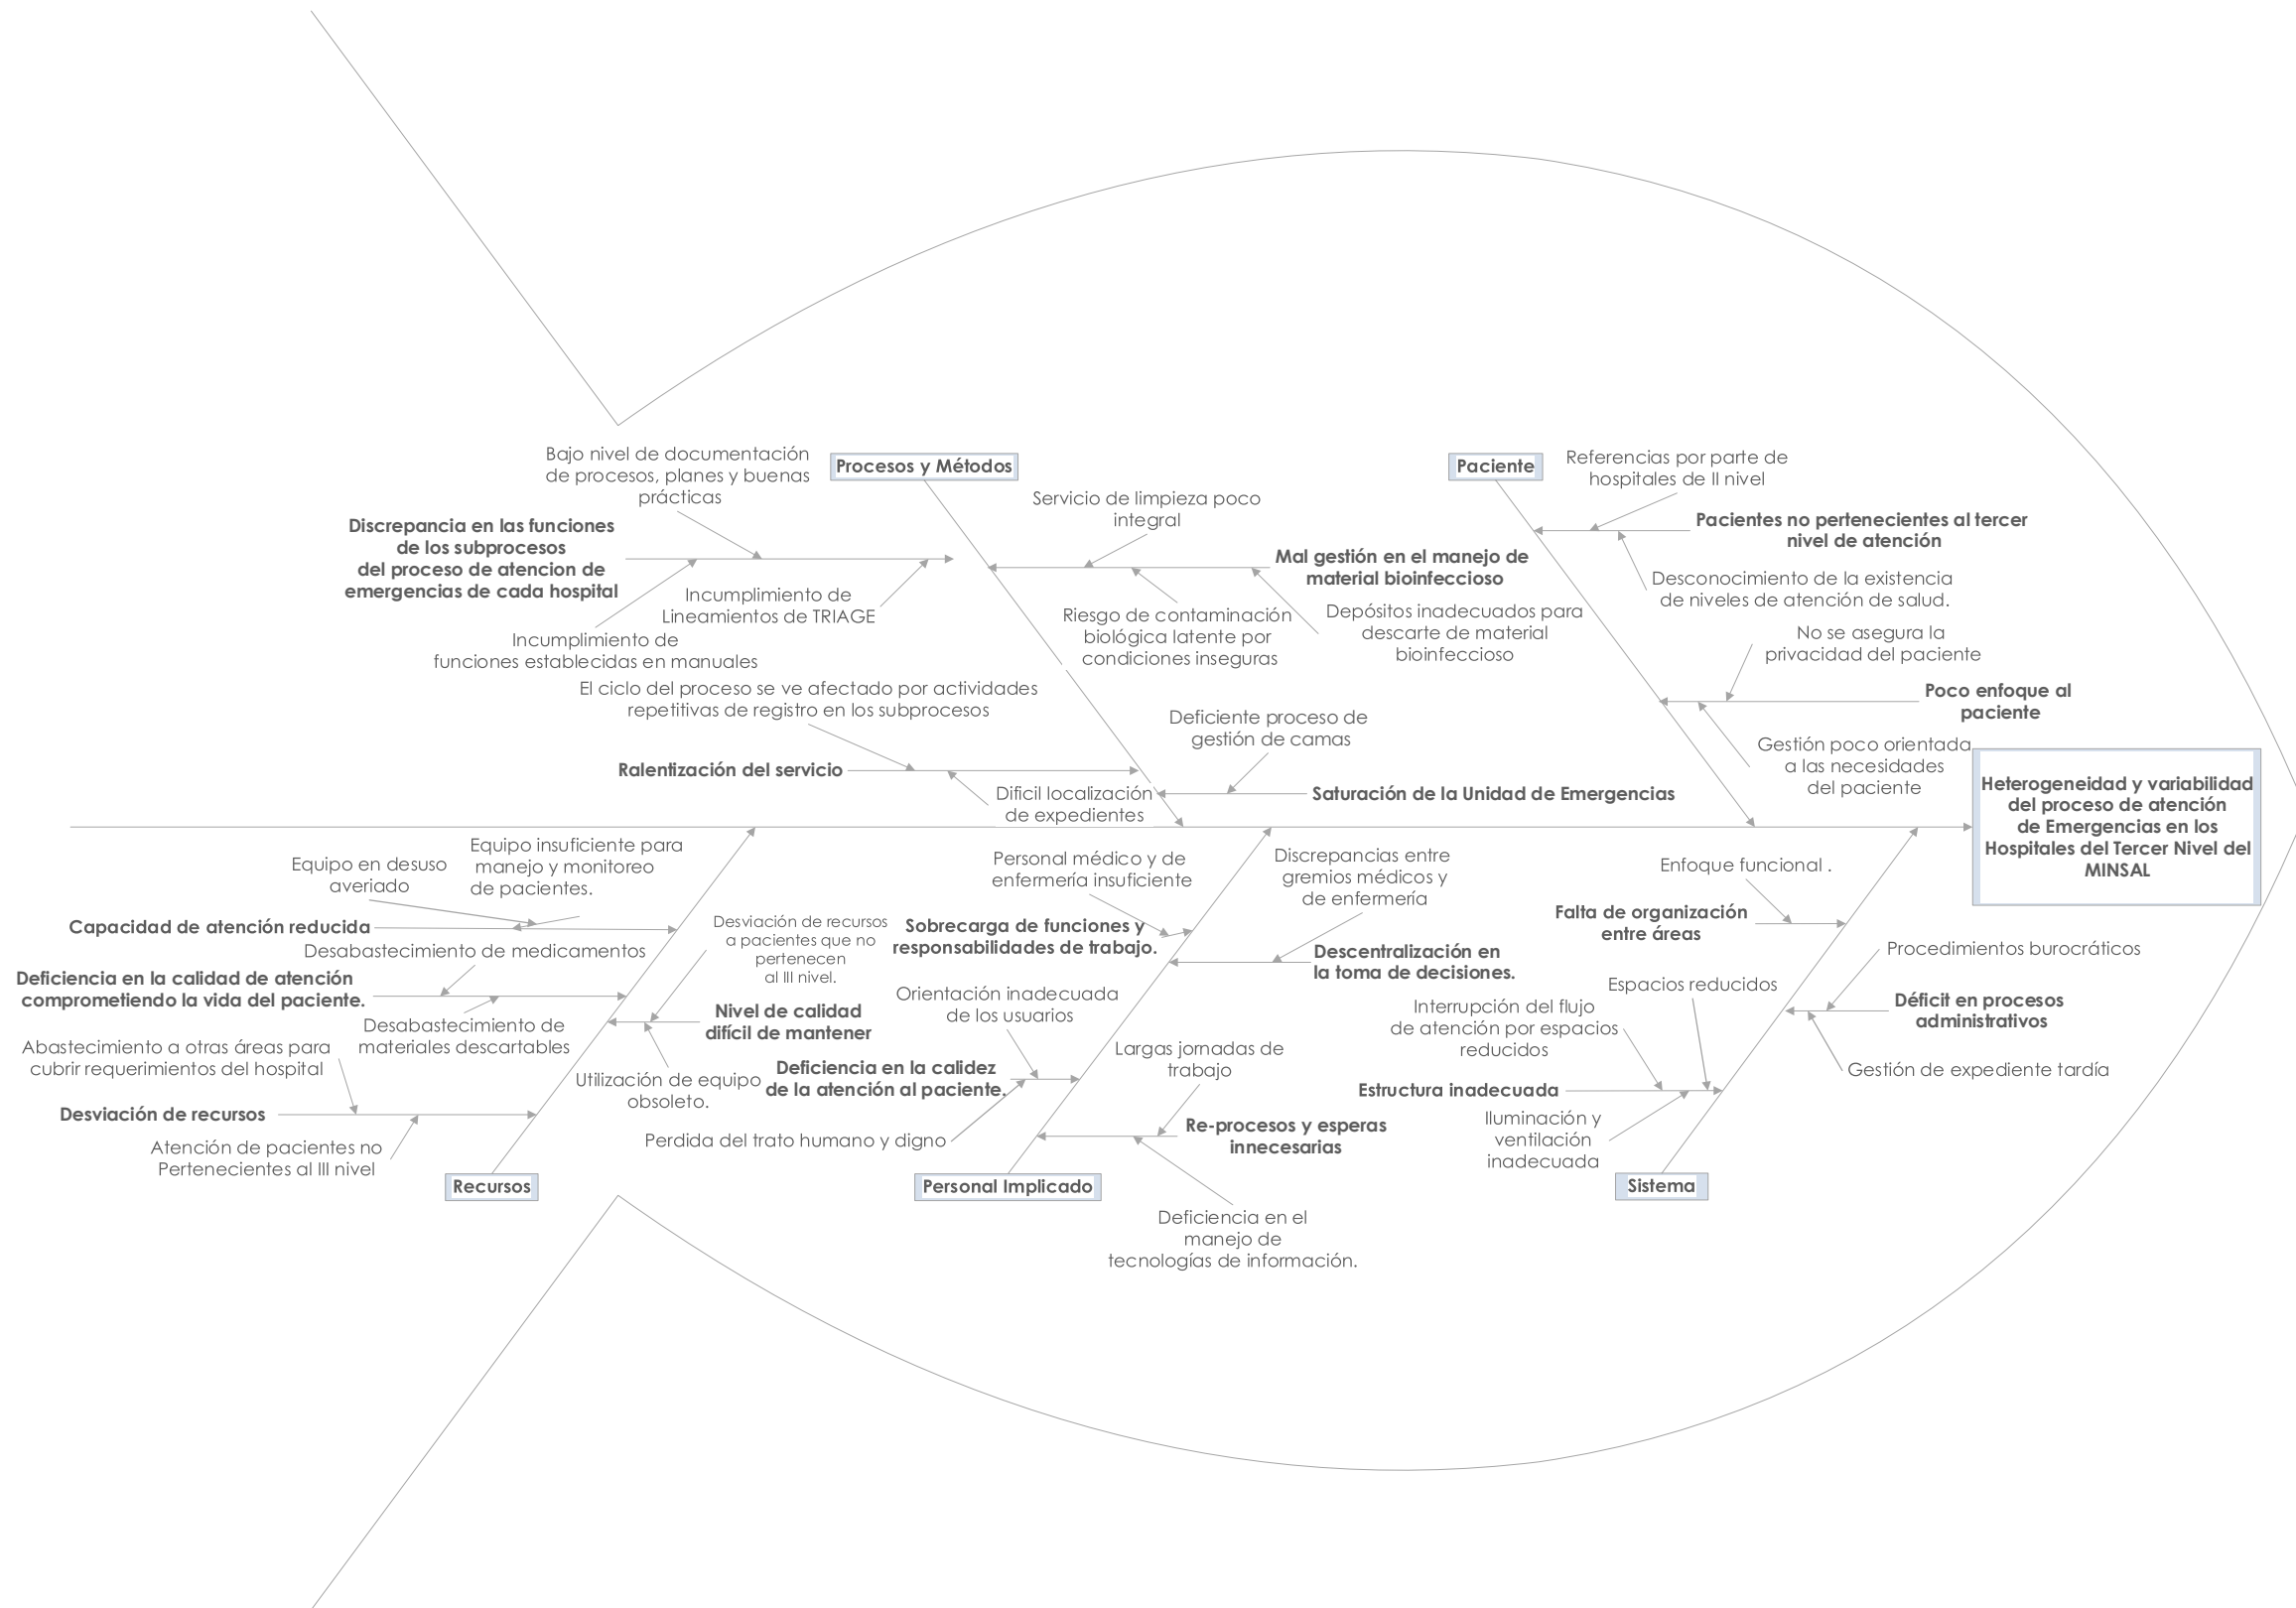 Bajo nivel de documentación
de procesos, planes y buenas
prácticas
Procesos y Métodos
Servicio de limpieza poco
integral
Discrepancia en las funciones
de los subprocesos
del proceso de atencion de
emergencias de cada hospital
Mal gestión en el manejo de
material bioinfeccioso
Incumplimiento de
Lineamientos de TRIAGE
Incumplimiento de
funciones establecidas en manuales
Riesgo de contaminación
biológica latente por
condiciones inseguras
Depósitos inadecuados para
descarte de material
bioinfeccioso
El ciclo del proceso se ve afectado por actividades
repetitivas de registro en los subprocesos
Deficiente proceso de
gestión de camas
Ralentización del servicio
Dificil localización
de expedientes
Saturación de la Unidad de Emergencias
Paciente
Referencias por parte de
hospitales de II nivel
Pacientes no pertenecientes al tercer
nivel de atención
Desconocimiento de la existencia
de niveles de atención de salud.
No se asegura la
privacidad del paciente
Poco enfoque al
paciente
Gestión poco orientada
a las necesidades
del paciente
Heterogeneidad y variabilidad
del proceso de atención
de Emergencias en los
Hospitales del Tercer Nivel del
MINSAL
Equipo en desuso
averiado
Equipo insuficiente para
manejo y monitoreo
de pacientes.
Capacidad de atención reducida
Desabastecimiento de medicamentos
Deficiencia en la calidad de atención
comprometiendo la vida del paciente.
Desabastecimiento de
materiales descartables
Abastecimiento a otras áreas para
cubrir requerimientos del hospital
Desviación de recursos
Atención de pacientes no
Pertenecientes al III nivel
Desviación de recursos
a pacientes que no
pertenecen
al III nivel.
Nivel de calidad
difícil de mantener
Utilización de equipo
obsoleto.
Recursos
Personal médico y de
enfermería insuficiente
Sobrecarga de funciones y
responsabilidades de trabajo.
Discrepancias entre
gremios médicos y
de enfermería
Descentralización en
la toma de decisiones.
Orientación inadecuada
de los usuarios
Deficiencia en la calidez
de la atención al paciente.
Perdida del trato humano y digno
Largas jornadas de
trabajo
Re-procesos y esperas
innecesarias
Deficiencia en el
manejo de
tecnologías de información.
Personal Implicado
Enfoque funcional .
Falta de organización
entre áreas
Procedimientos burocráticos
Déficit en procesos
administrativos
Gestión de expediente tardía
Espacios reducidos
Interrupción del flujo
de atención por espacios
reducidos
Estructura inadecuada
Iluminación y
ventilación
inadecuada
Sistema